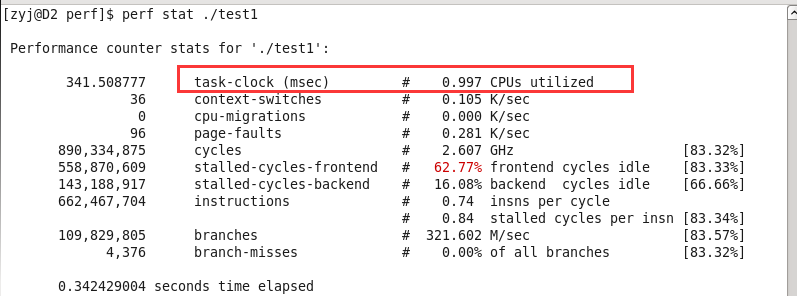 [zyj@D2 perf]$ perf stat ./test1
Performance counter stats for './test1':
341.508777 task-clock (msec) # 0.997 CPUs utilized
36 context-switches # 0.105 K/sec
0 cpu-migrations # 0.000 K/sec
96 page-faults # 0.281 K/sec
890,334,875 cycles # 2.607 GHz [83.32%]
558,870,609 stalled-cycles-frontend # 62.77% frontend cycles idle [83.33%]
143,188,917 stalled-cycles-backend # 16.08% backend cycles idle [66.66%]
662,467,704 instructions # 0.74 insns per cycle
# 0.84 stalled cycles per insn [83.34%]
109,829,805 branches # 321.602 M/sec [83.57%]
4,376 branch-misses # 0.00% of all branches [83.32%]
0.342429004 seconds time elapsed